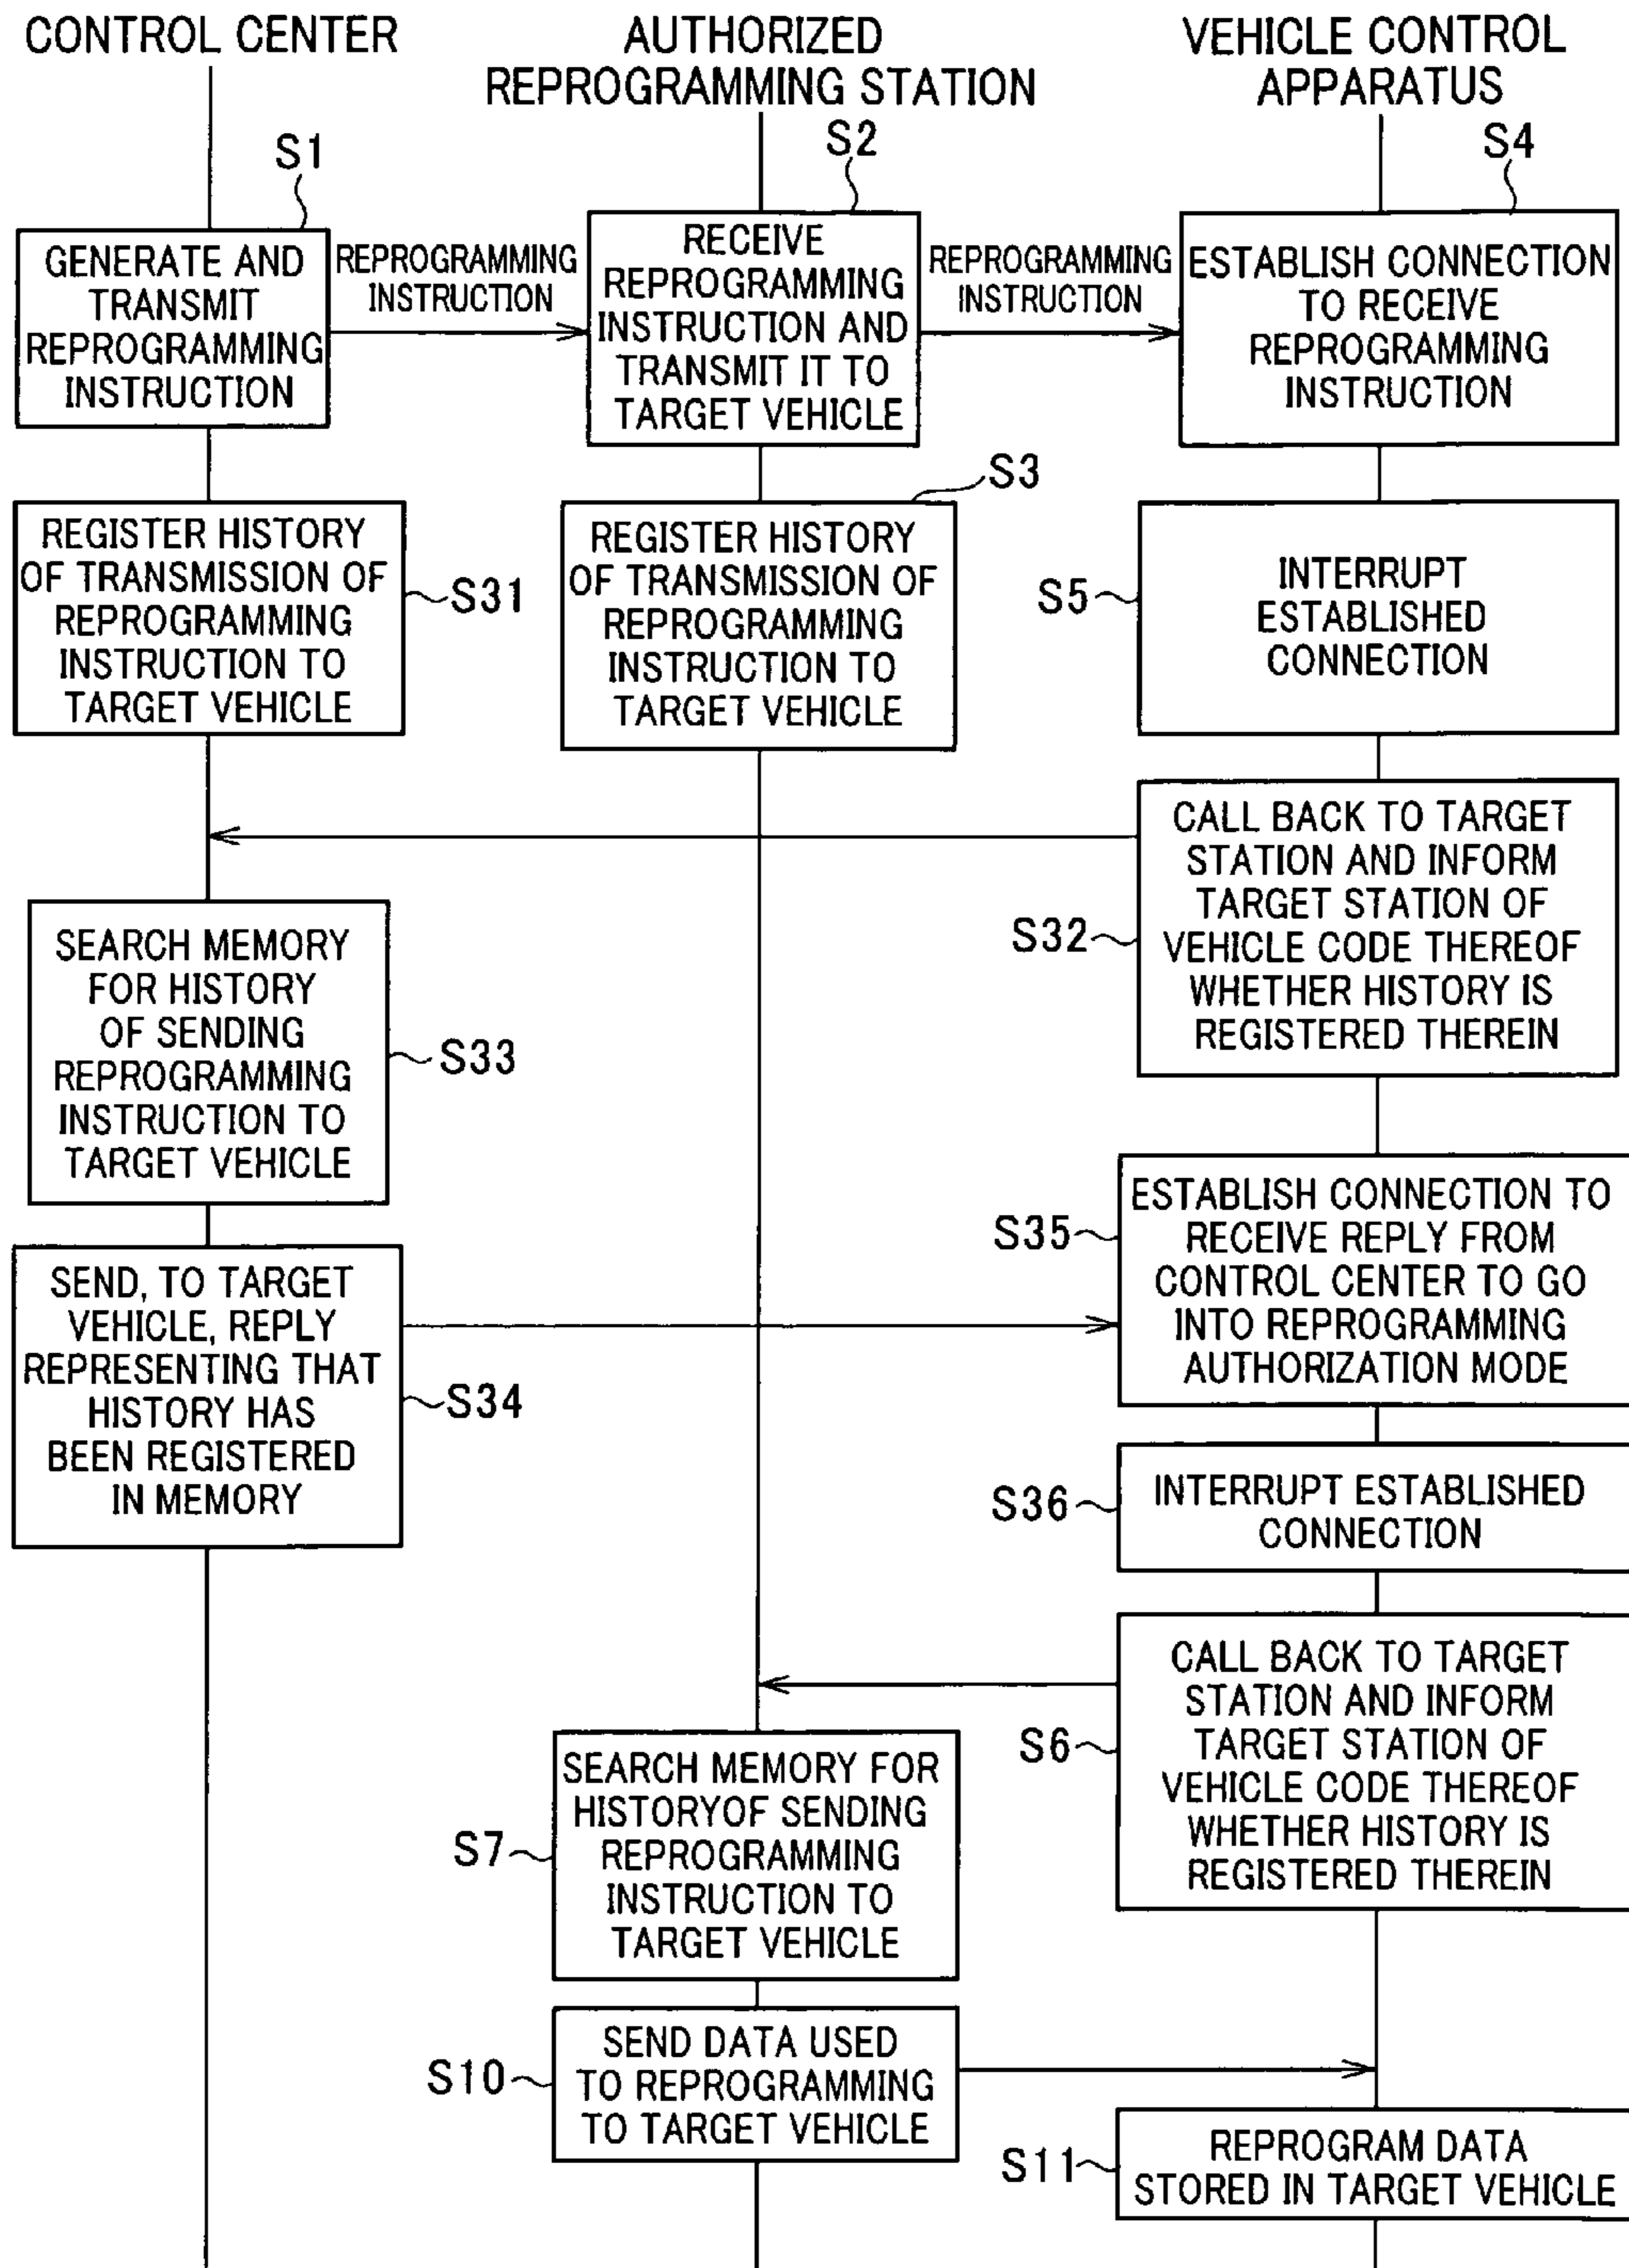 CONTROL CENTER
AUTHORIZED
REPROGRAMMING STATION
VEHICLE CONTROL
APPARATUS
S1
GENERATE AND
TRANSMIT
REPROGRAMMING
INSTRUCTION
REPROGRAMMING
INSTRUCTION
S2
RECEIVE
REPROGRAMMING
INSTRUCTION AND
TRANSMIT IT TO
TARGET VEHICLE
REPROGRAMMING
INSTRUCTION
S4
ESTABLISH CONNECTION
TO RECEIVE
REPROGRAMMING
INSTRUCTION
REGISTER HISTORY
OF TRANSMISSION OF
REPROGRAMMING
INSTRUCTION TO
TARGET VEHICLE
S31
S3
REGISTER HISTORY
OF TRANSMISSION OF
REPROGRAMMING
INSTRUCTION TO
TARGET VEHICLE
S5
INTERRUPT
ESTABLISHED
CONNECTION
S32
CALL BACK TO TARGET
STATION AND INFORM
TARGET STATION OF
VEHICLE CODE THEREOF
WHETHER HISTORY IS
REGISTERED THEREIN
SEARCH MEMORY
FOR HISTORY
OF SENDING
REPROGRAMMING
INSTRUCTION TO
TARGET VEHICLE
S33
SEND, TO TARGET
VEHICLE, REPLY
REPRESENTING THAT
HISTORY HAS
BEEN REGISTERED
IN MEMORY
S34
S35
ESTABLISH CONNECTION TO
RECEIVE REPLY FROM
CONTROL CENTER TO GO
INTO REPROGRAMMING
AUTHORIZATION MODE
S36
INTERRUPT ESTABLISHED
CONNECTION
S6
CALL BACK TO TARGET
STATION AND INFORM
TARGET STATION OF
VEHICLE CODE THEREOF
WHETHER HISTORY IS
REGISTERED THEREIN
S7
SEARCH MEMORY FOR
HISTORYOF SENDING
REPROGRAMMING
INSTRUCTION TO
TARGET VEHICLE
S10
SEND DATA USED
TO REPROGRAMMING
TO TARGET VEHICLE
S11
REPROGRAM DATA
STORED IN TARGET VEHICLE